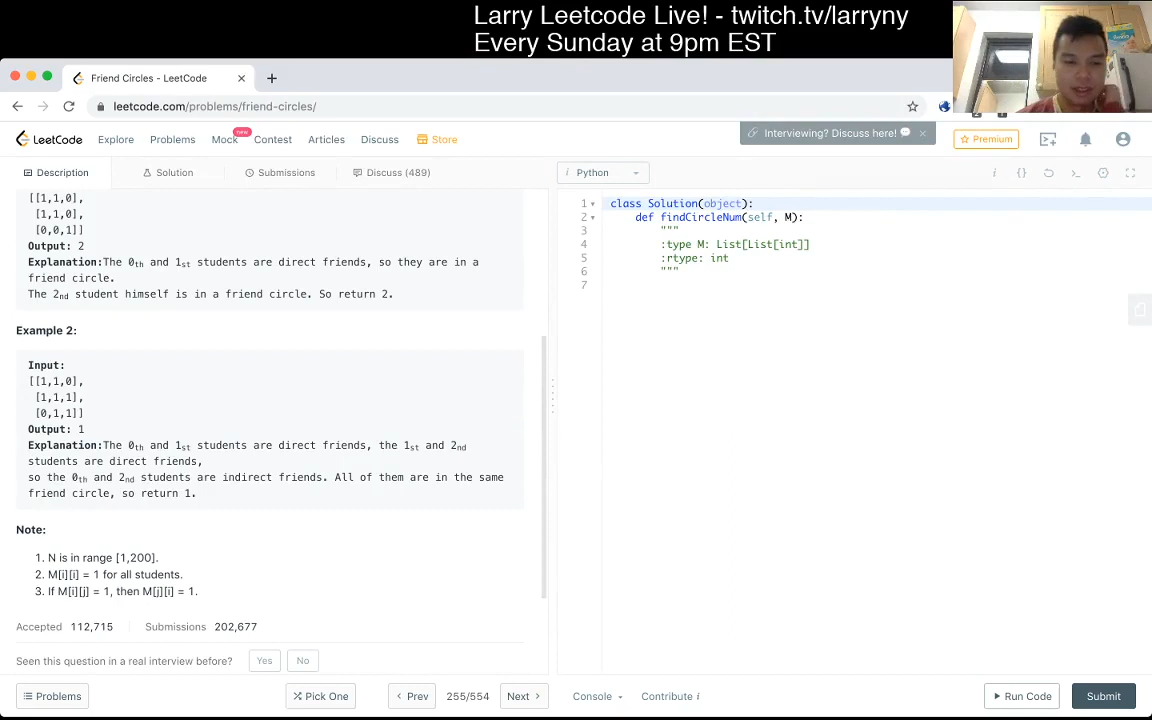 Larry Leetcode Live! - twitch.tv/larryny
Every Sunday at 9pm EST
Friend Circles - LeetCode
leetcode.com/problems/friend-circles/
LeetCode
Explore
Problems
Mock
new
Contest
Articles
Discuss
Store
Interviewing? Discuss here!
Premium
Description
Solution
Submissions
Discuss (489)
i Python
[[1,1,0],
[1,1,0],
[0,0,1]]
Output: 2
Explanation:The 0th and 1st students are direct friends, so they are in a
friend circle.
The 2nd student himself is in a friend circle. So return 2.
Example 2:
Input:
[[1,1,0],
[1,1,1],
[0,1,1]]
Output: 1
Explanation:The 0th and 1st students are direct friends, the 1st and 2nd
students are direct friends,
so the 0th and 2nd students are indirect friends. All of them are in the same
friend circle, so return 1.
Note:
1. N is in range [1,200].
2. M[i][i] = 1 for all students.
3. If M[i][j] = 1, then M[j][i] = 1.
Accepted 112,715 Submissions 202,677
Seen this question in a real interview before? Yes No
1 class Solution(object):
2 def findCircleNum(self, M):
3 """
4 :type M: List[List[int]]
5 :rtype: int
6 """
7
Problems
Pick One
Prev
255/554
Next
Console
Contribute i
Run Code
Submit